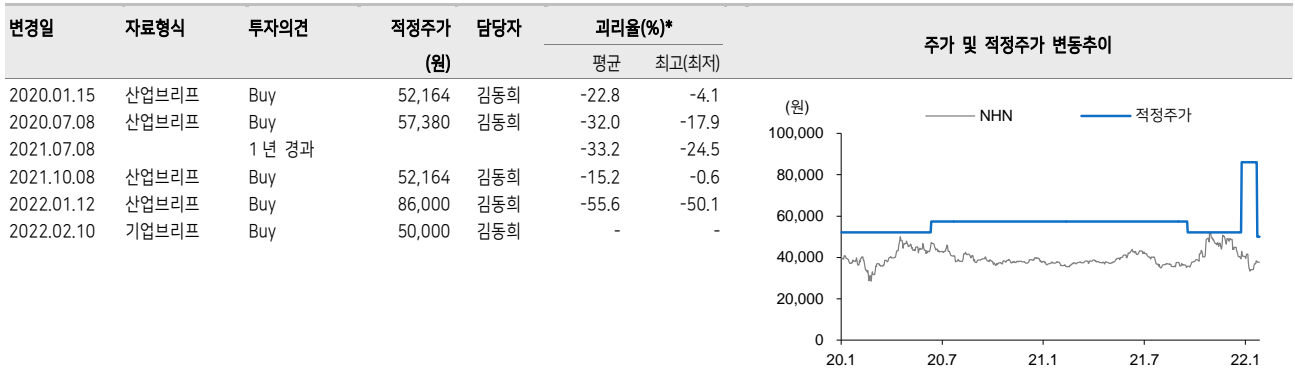 변경일 자료형식 투자의견 적정주가 담당자 괴리율(%)* 주가 및 적정주가 변동추이
(원) 평균 최고(최저)
2020.01.15 산업브리프 Buy 52,164 김동희 -22.8 -4.1
2020.07.08 산업브리프 Buy 57,380 김동희 -32.0 -17.9
2021.07.08 1년 경과 -33.2 -24.5
2021.10.08 산업브리프 Buy 52,164 김동희 -15.2 -0.6
2022.01.12 산업브리프 Buy 86,000 김동희 -55.6 -50.1
2022.02.10 기업브리프 Buy 50,000 김동희 - -
(원)
NHN 적정주가
100,000
80,000
60,000
40,000
20,000
0
20.1 20.7 21.1 21.7 22.1